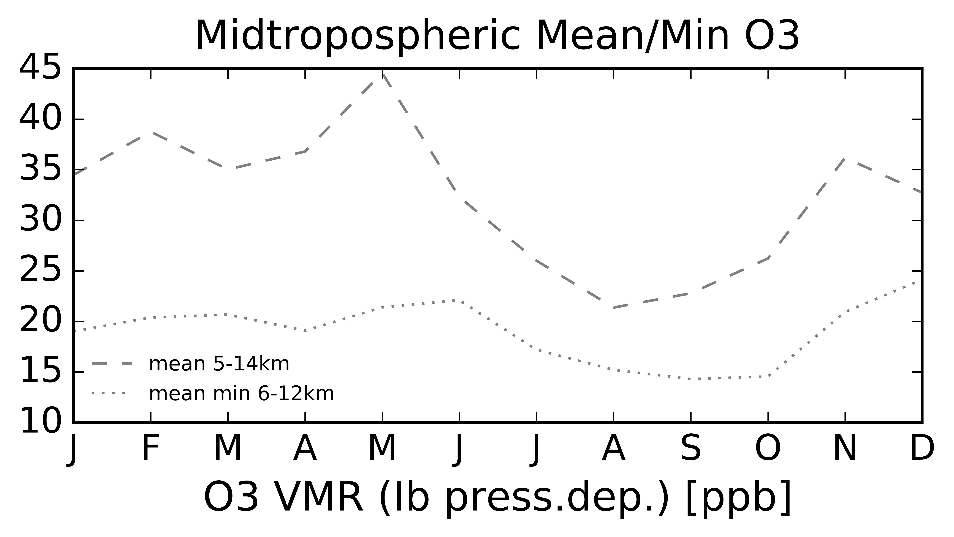 Midtropospheric Mean/Min O3
45
40
35
30
25
20
15
10
mean 5-14km
mean min 6-12km
J F M A M J J A S O N D
O3 VMR (Ib press.dep.) [ppb]